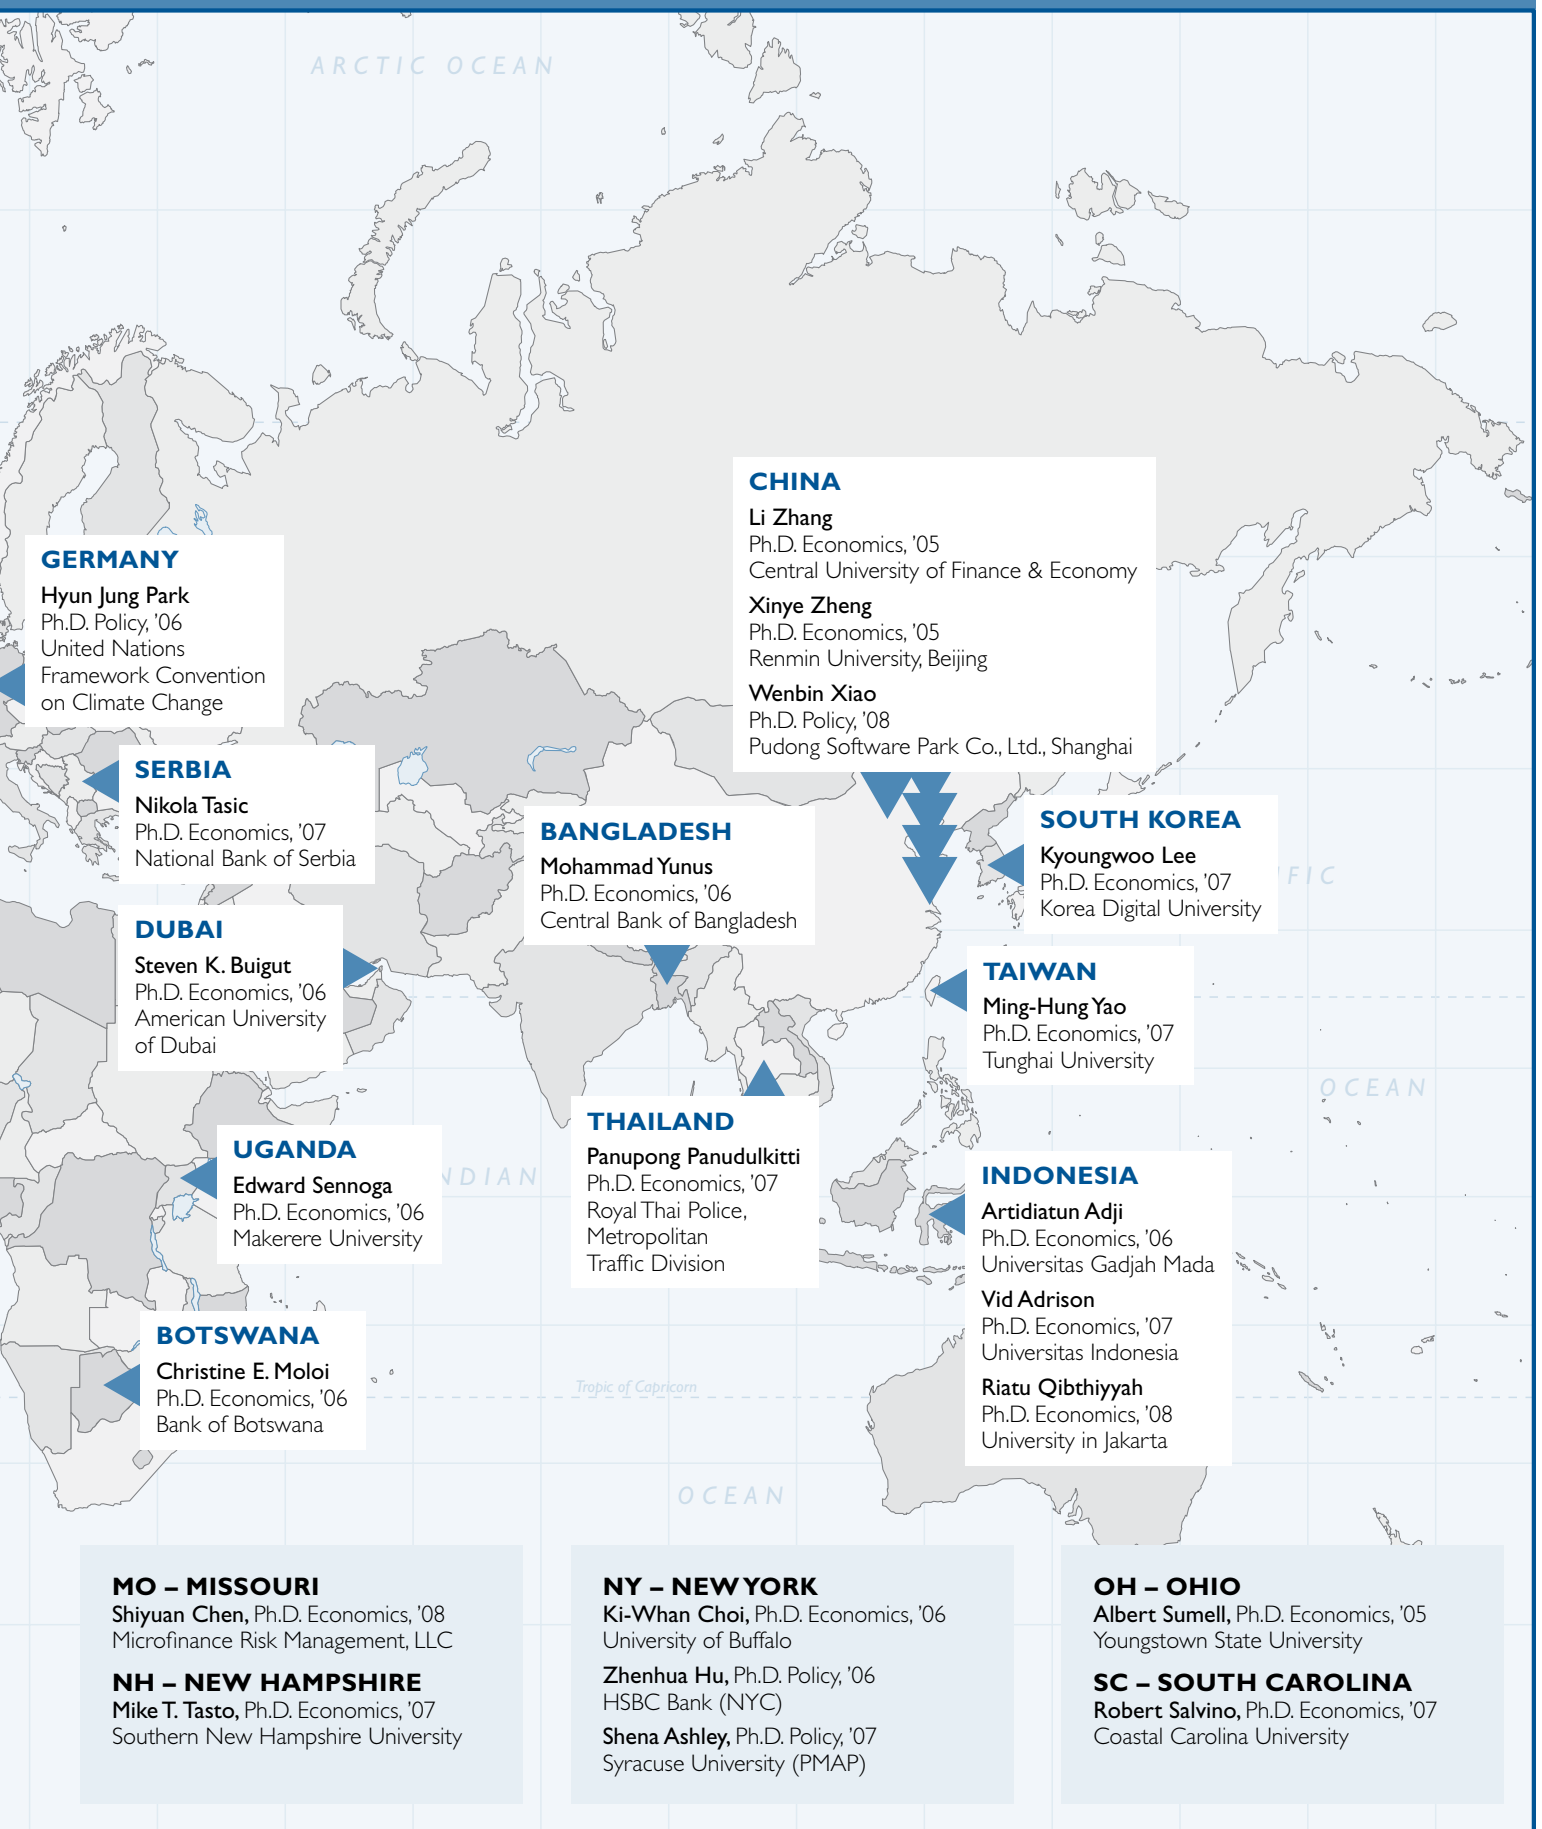 ARCTIC OCEAN
CHINA
Li Zhang
Ph.D. Economics, ’05
Central University of Finance & Economy
Xinye Zheng
Ph.D. Economics, ’05
Renmin University, Beijing
Wenbin Xiao
Ph.D. Policy, ’08
Pudong Software Park Co., Ltd., Shanghai
GERMANY
Hyun Jung Park
Ph.D. Policy, ’06
United Nations
Framework Convention
on Climate Change
SERBIA
Nikola Tasic
Ph.D. Economics, ’07
National Bank of Serbia
BANGLADESH
Mohammad Yunus
Ph.D. Economics, ’06
Central Bank of Bangladesh
SOUTH KOREA
Kyoungwoo Lee
Ph.D. Economics, ’07
Korea Digital University
IFIC
DUBAI
Steven K. Buigut
Ph.D. Economics, ’06
American University
of Dubai
TAIWAN
Ming-Hung Yao
Ph.D. Economics, ’07
Tunghai University
OCEAN
THAILAND
Panupong Panudulkitti
Ph.D. Economics, ’07
Royal Thai Police,
Metropolitan
Traffic Division
UGANDA
Edward Sennoga
Ph.D. Economics, ’06
Makerere University
NDIAN
INDONESIA
Artidiatun Adji
Ph.D. Economics, ’06
Universitas Gadjah Mada
Vid Adrison
Ph.D. Economics, ’07
Universitas Indonesia
Riatu Qibthiyyah
Ph.D. Economics, ’08
University in Jakarta
BOTSWANA
Christine E. Moloi
Ph.D. Economics, ’06
Bank of Botswana
Tropic of Capricorn
OCEAN
MO – MISSOURI
Shiyuan Chen, Ph.D. Economics, ’08
Microfinance Risk Management, LLC
NH – NEW HAMPSHIRE
Mike T. Tasto, Ph.D. Economics, ’07
Southern New Hampshire University
NY – NEW YORK
Ki-Whan Choi, Ph.D. Economics, ’06
University of Buffalo
Zhenhua Hu, Ph.D. Policy, ’06
HSBC Bank (NYC)
Shena Ashley, Ph.D. Policy, ’07
Syracuse University (PMAP)
OH – OHIO
Albert Sumell, Ph.D. Economics, ’05
Youngstown State University
SC – SOUTH CAROLINA
Robert Salvino, Ph.D. Economics, ’07
Coastal Carolina University